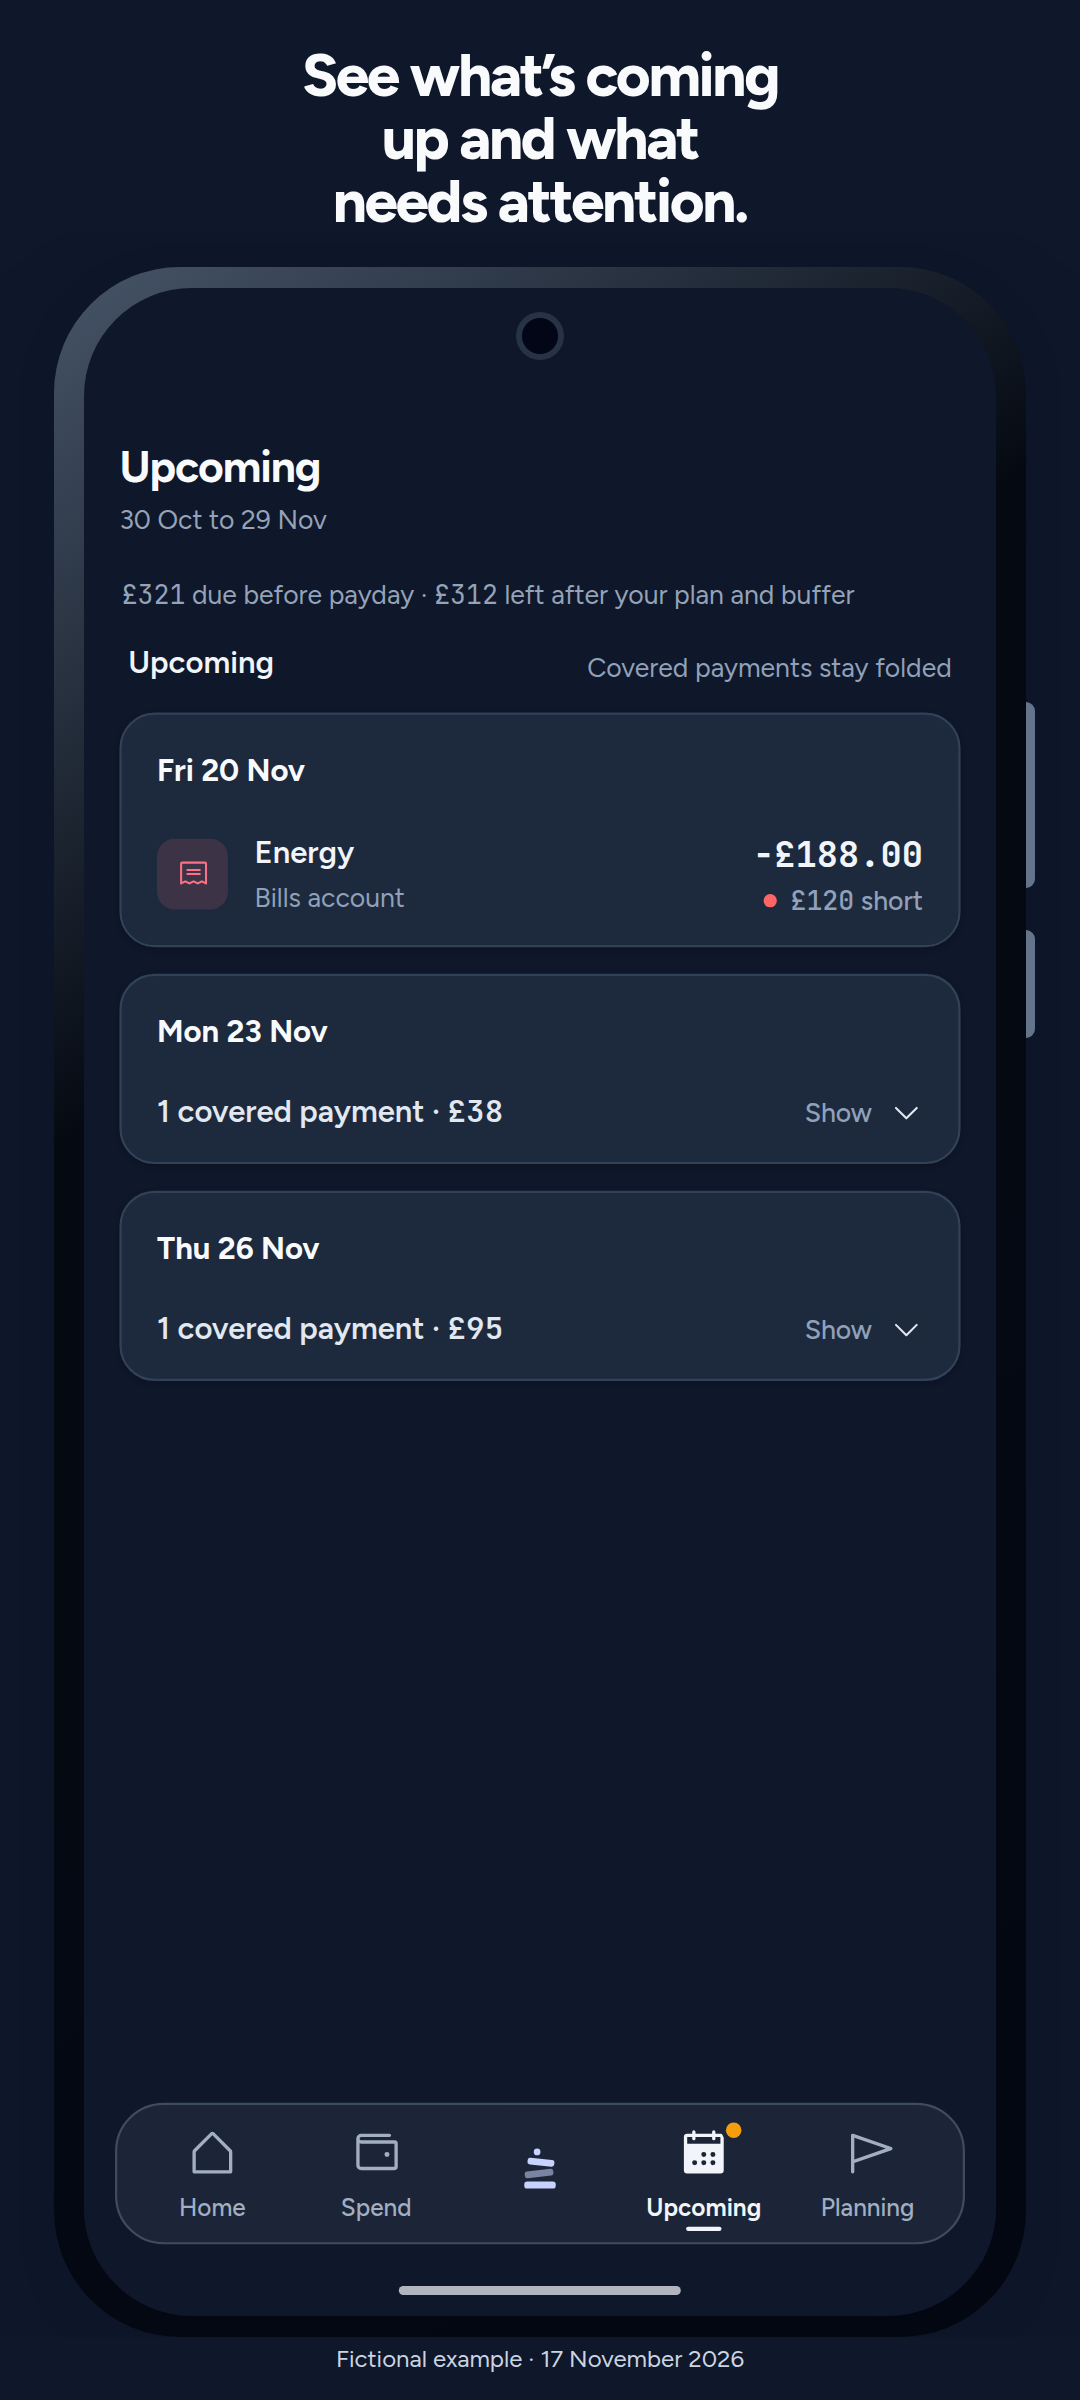 See what’s coming
up and what
needs attention.
Upcoming
30 Oct to 29 Nov
£321 due before payday · £312 left after your plan and buffer
Upcoming
Covered payments stay folded
Fri 20 Nov
Energy
-£188.00
Bills account
£120 short
Mon 23 Nov
1 covered payment · £38
Show
Thu 26 Nov
1 covered payment · £95
Show
Home
Spend
Upcoming
Planning
Fictional example · 17 November 2026